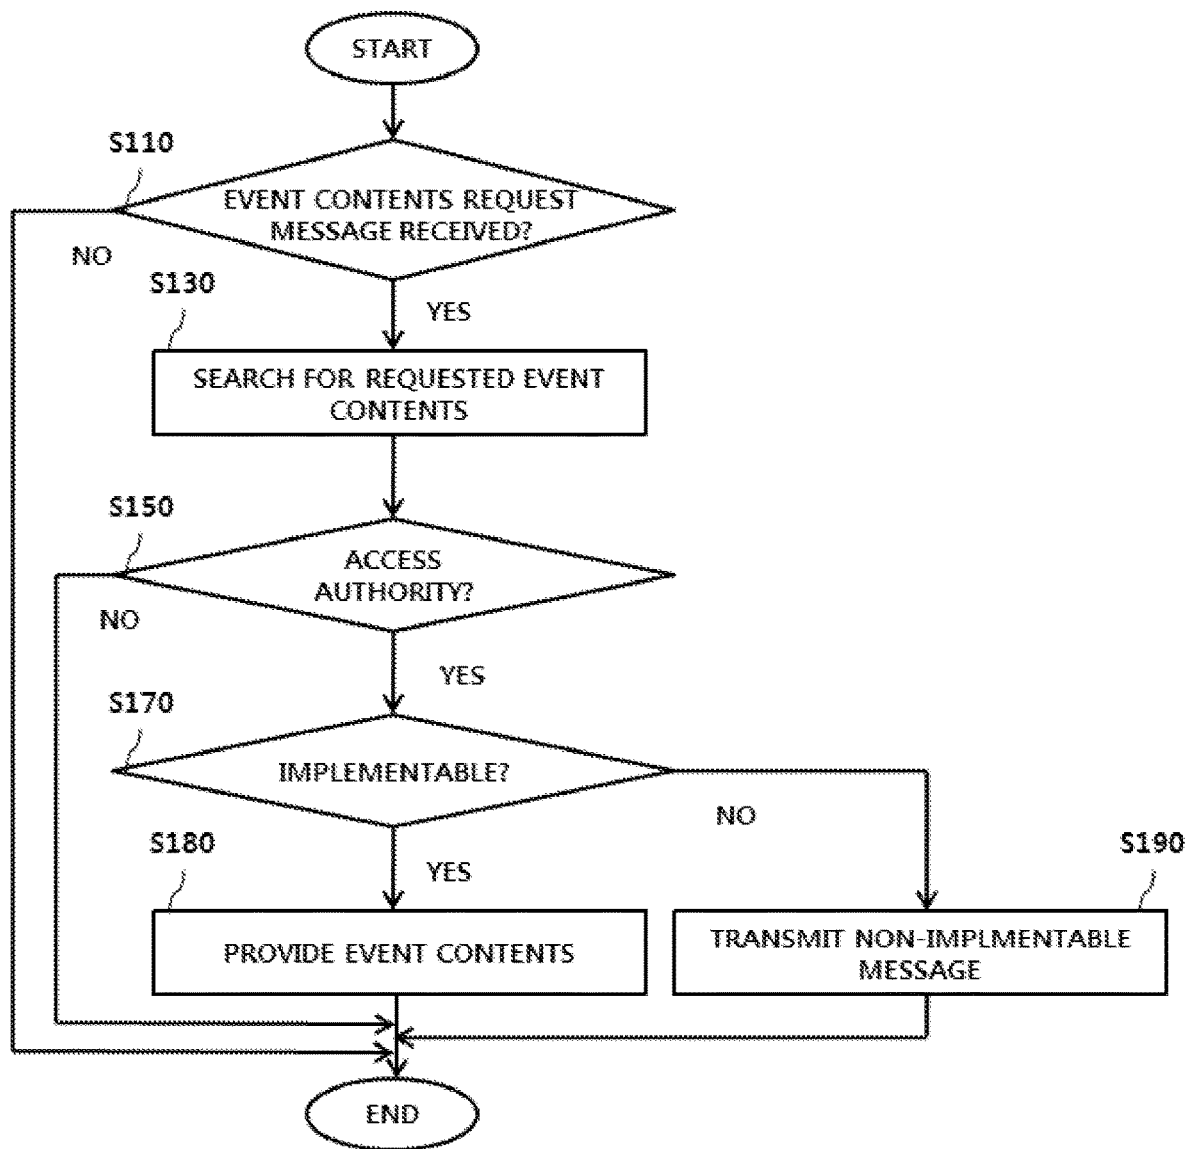 START
S110
EVENT CONTENTS REQUEST
MESSAGE RECEIVED?
NO
S130
YES
SEARCH FOR REQUESTED EVENT
CONTENTS
S150
ACCESS
AUTHORITY?
NO
YES
S170
IMPLEMENTABLE?
NO
S180
YES
S190
PROVIDE EVENT CONTENTS
TRANSMIT NON-IMPLMENTABLE
MESSAGE
END